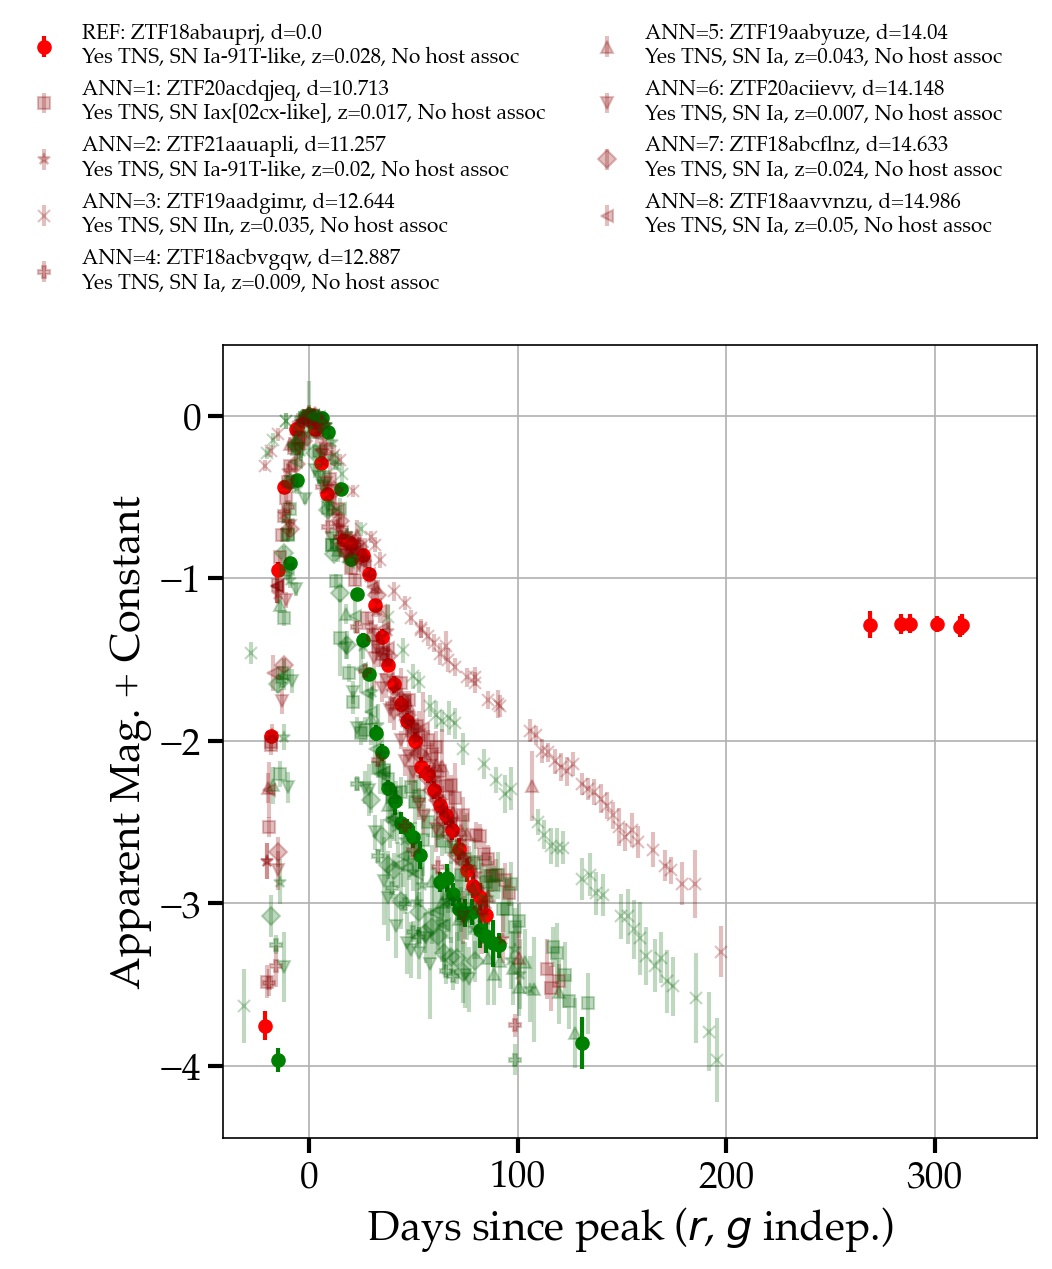 REF: ZTF18abauprj, d=0.0
Yes TNS, SN Ia-91T-like, z=0.028, No host assoc
ANN=1: ZTF20acdqjeq, d=10.713
Yes TNS, SN Iax[02cx-like], z=0.017, No host assoc
ANN=2: ZTF21aauapli, d=11.257
Yes TNS, SN Ia-91T-like, z=0.02, No host assoc
ANN=3: ZTF19aadgimr, d=12.644
Yes TNS, SN IIn, z=0.035, No host assoc
ANN=4: ZTF18acbvgqw, d=12.887
Yes TNS, SN Ia, z=0.009, No host assoc
ANN=5: ZTF19aabyuze, d=14.04
Yes TNS, SN Ia, z=0.043, No host assoc
ANN=6: ZTF20aciievv, d=14.148
Yes TNS, SN Ia, z=0.007, No host assoc
ANN=7: ZTF18abcflnz, d=14.633
Yes TNS, SN Ia, z=0.024, No host assoc
ANN=8: ZTF18aavvnzu, d=14.986
Yes TNS, SN Ia, z=0.05, No host assoc
Apparent Mag. + Constant
0
−1
−2
−3
−4
0
100
200
300
Days since peak (r, g indep.)